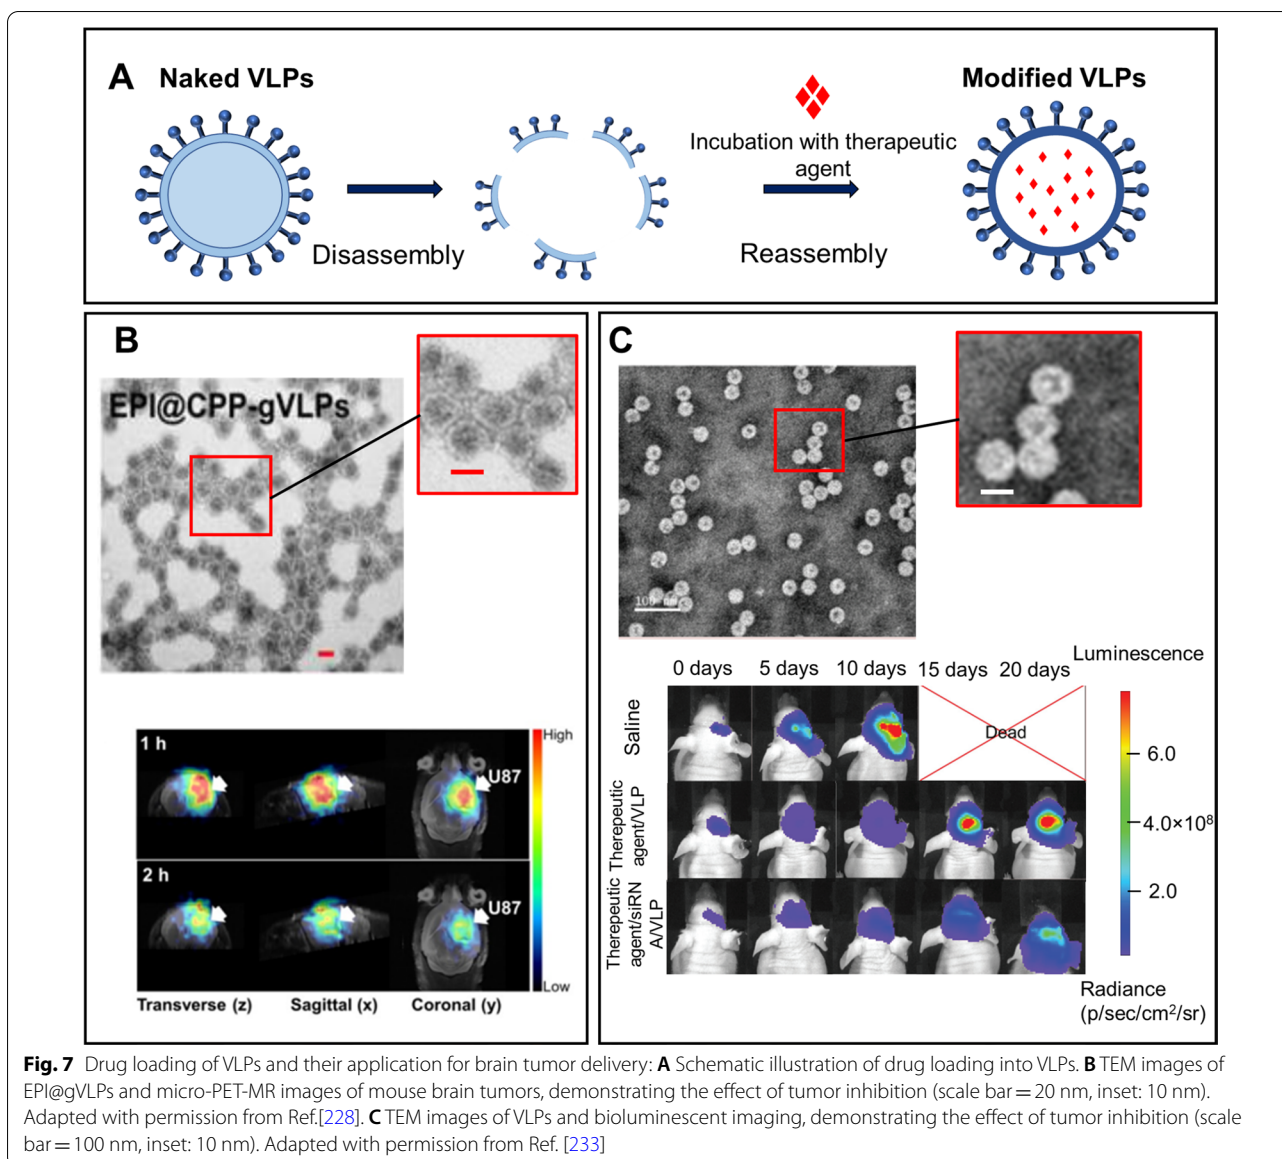 A
Naked VLPs
Modified VLPs
Incubation with therapeutic
agent
Disassembly
Reassembly
B
EPI@CPP-gVLPs
1 h
High
U87
2 h
U87
Low
Transverse (z)
Sagittal (x)
Coronal (y)
C
100 nm
0 days
5 days
10 days
15 days
20 days
Luminescence
Saline
Dead
Therepeutic
agent/VLP
Therepeutic
agent/siRN
A/VLP
6.0
4.0×10⁸
2.0
Radiance
(p/sec/cm²/sr)
Fig. 7 Drug loading of VLPs and their application for brain tumor delivery: A Schematic illustration of drug loading into VLPs. B TEM images of
EPI@gVLPs and micro-PET-MR images of mouse brain tumors, demonstrating the effect of tumor inhibition (scale bar = 20 nm, inset: 10 nm).
Adapted with permission from Ref.[228]. C TEM images of VLPs and bioluminescent imaging, demonstrating the effect of tumor inhibition (scale
bar = 100 nm, inset: 10 nm). Adapted with permission from Ref. [233]